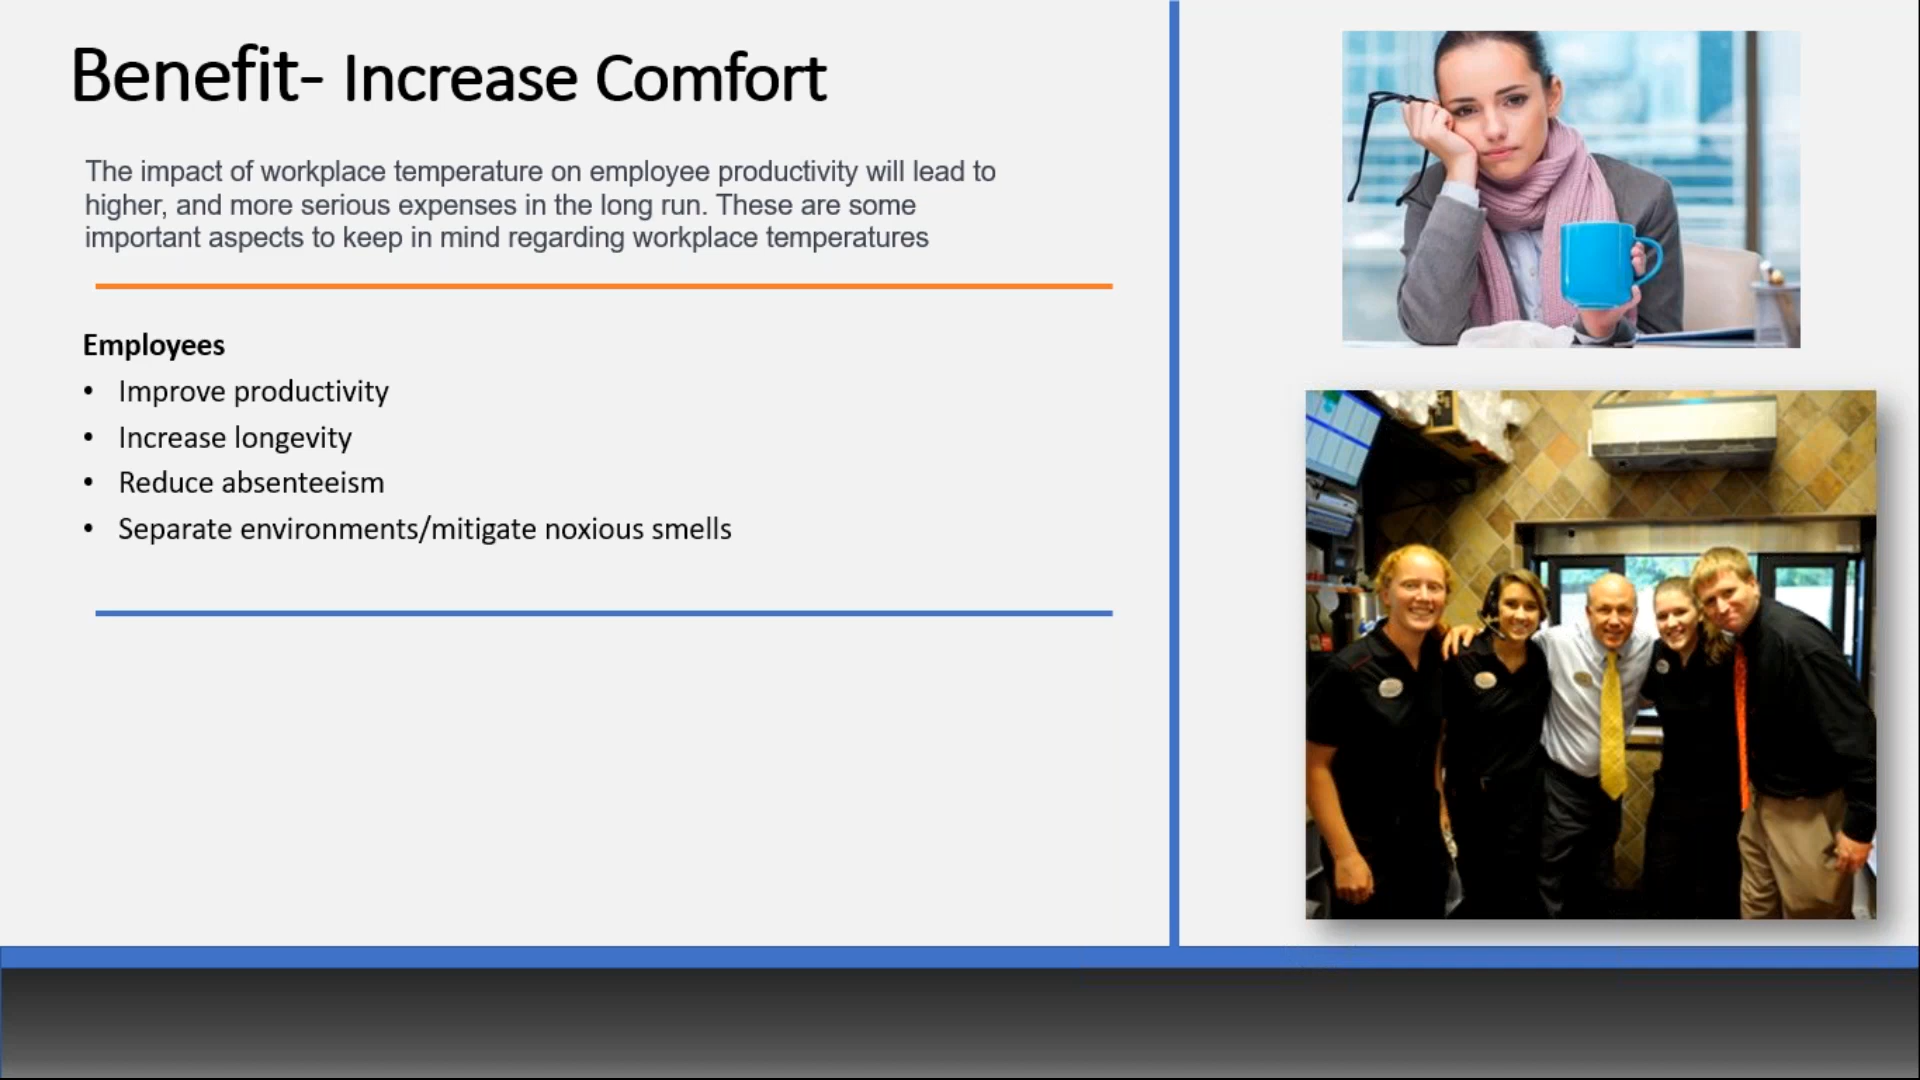 Benefit- Increase Comfort
The impact of workplace temperature on employee productivity will lead to
higher, and more serious expenses in the long run. These are some
important aspects to keep in mind regarding workplace temperatures
Employees
• Improve productivity
• Increase longevity
• Reduce absenteeism
• Separate environments/mitigate noxious smells